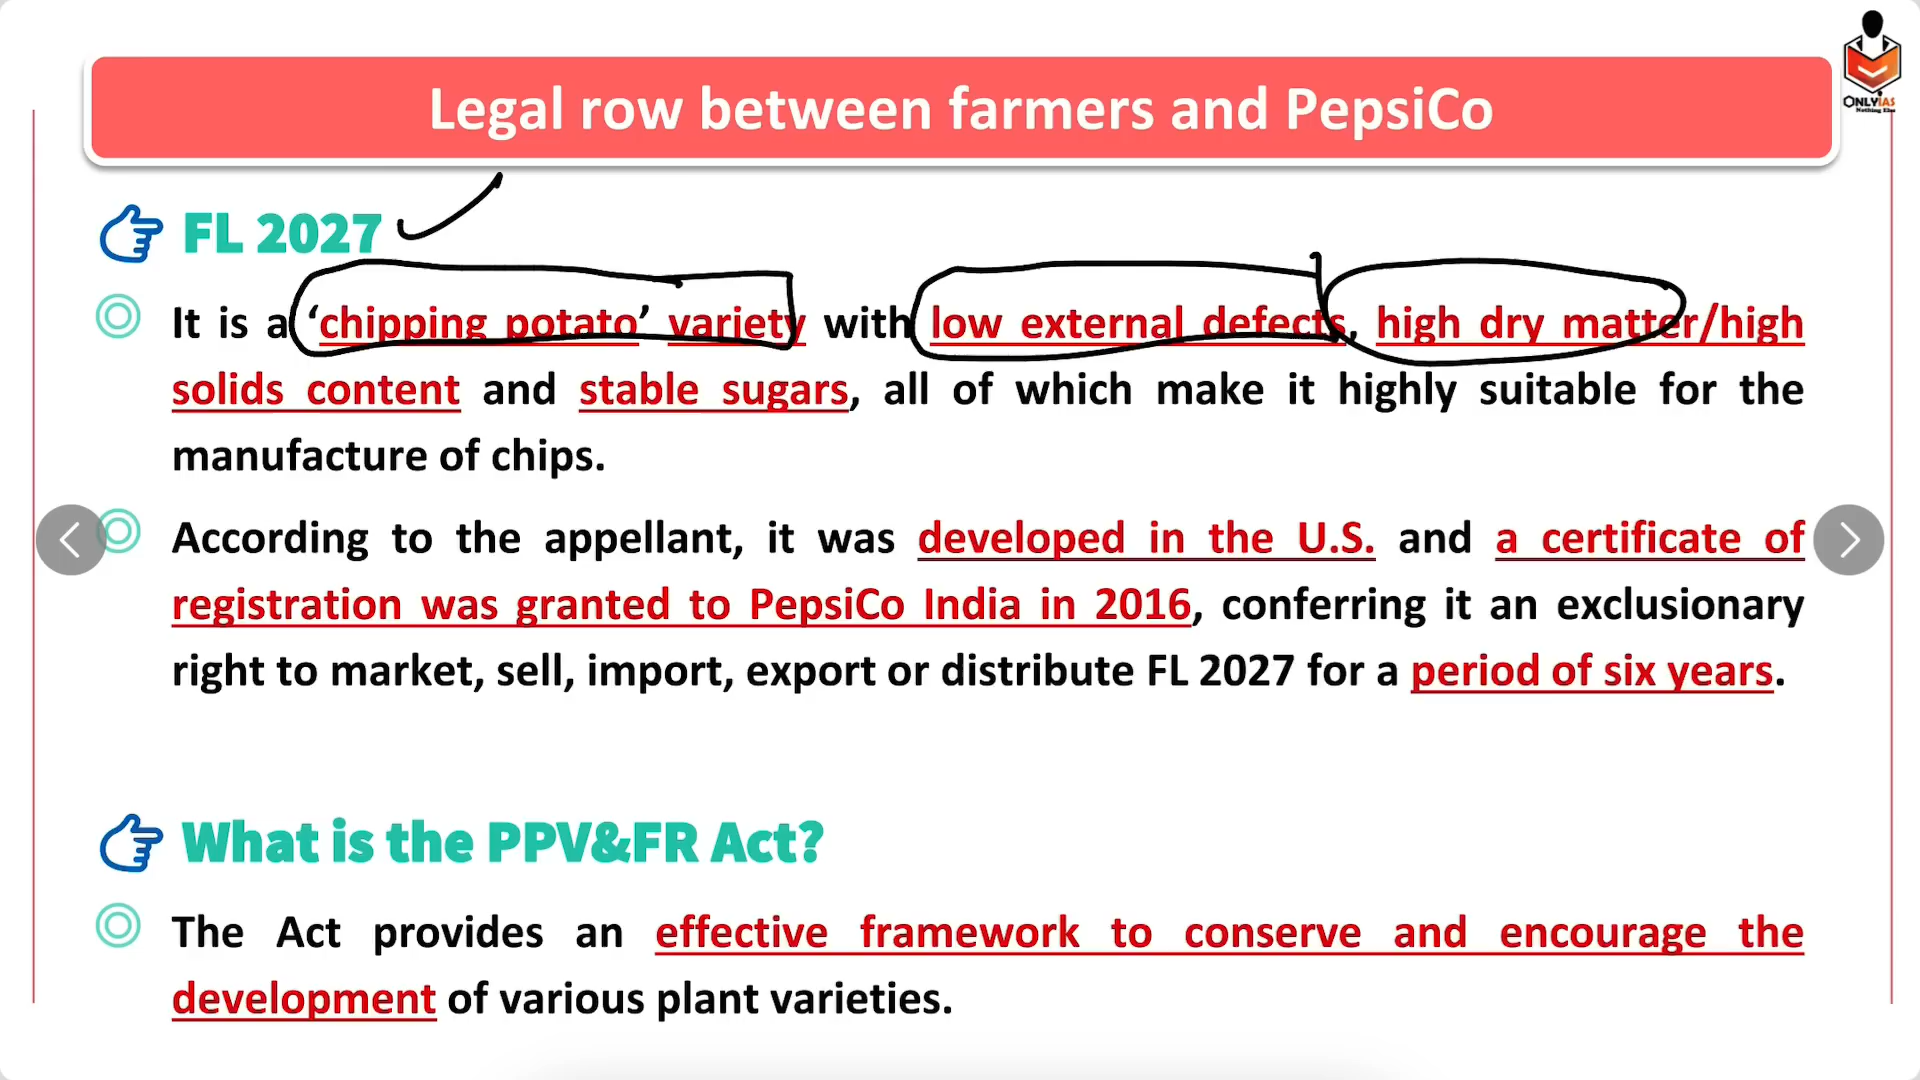 Legal row between farmers and PepsiCo
ONLYIAS
Nothing Else
FL 2027
It is a ‘chipping potato’ variety with low external defects, high dry matter/high
solids content and stable sugars, all of which make it highly suitable for the
manufacture of chips.
According to the appellant, it was developed in the U.S. and a certificate of
registration was granted to PepsiCo India in 2016, conferring it an exclusionary
right to market, sell, import, export or distribute FL 2027 for a period of six years.
What is the PPV&FR Act?
The Act provides an effective framework to conserve and encourage the
development of various plant varieties.